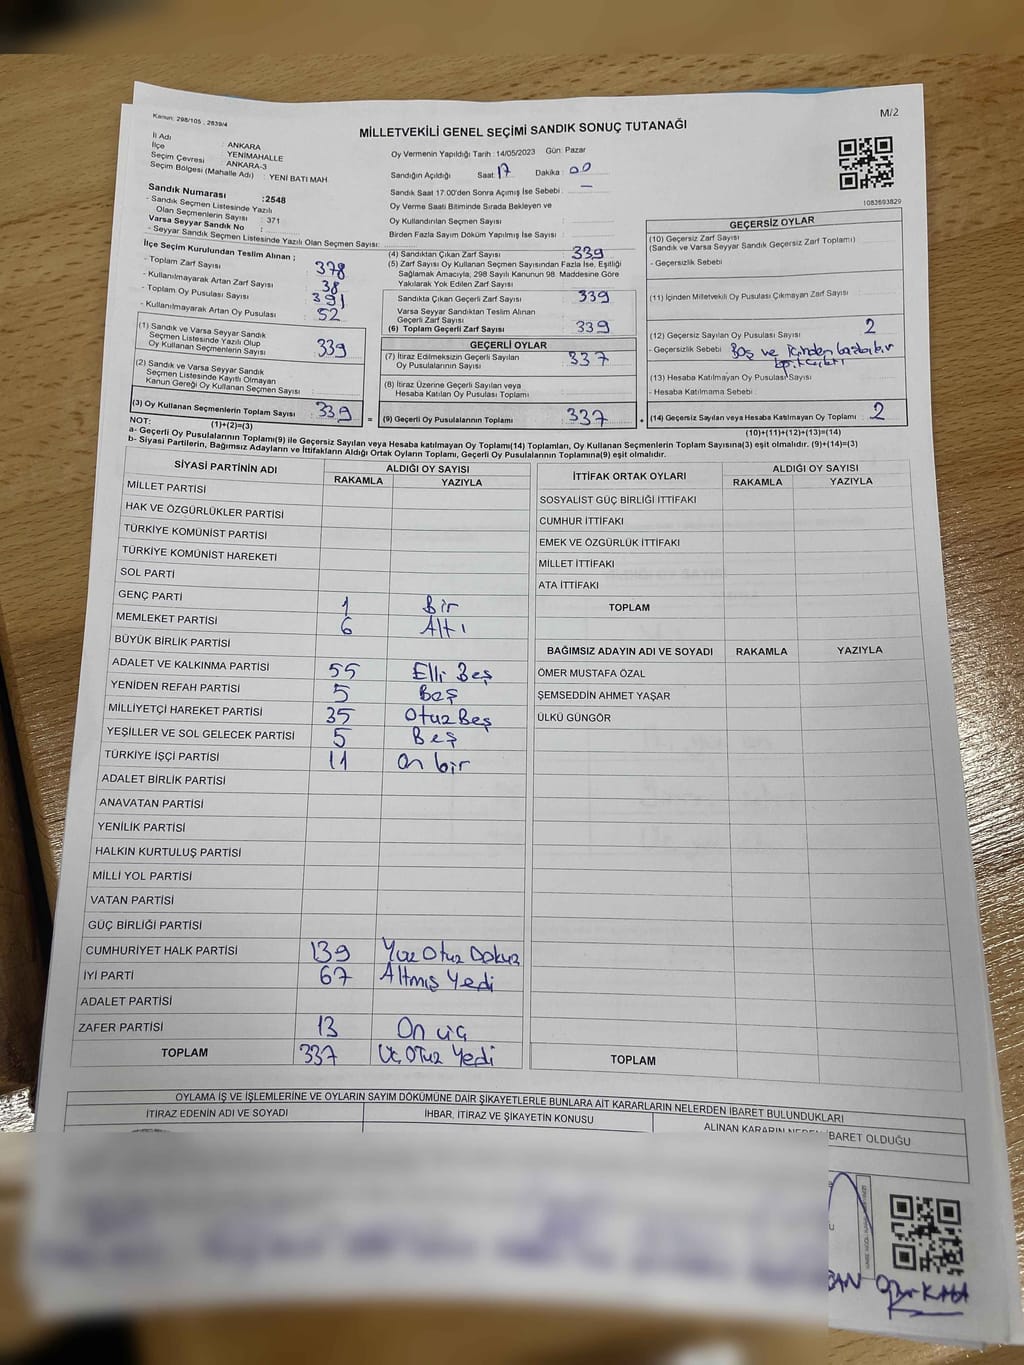 Kanun: 298/105 , 2839/4
M/2
MİLLETVEKİLİ GENEL SEÇİMİ SANDIK SONUÇ TUTANAĞI
İl Adı : ANKARA
İlçe : YENİMAHALLE
Seçim Çevresi : ANKARA-3
Seçim Bölgesi (Mahalle Adı) : YENİ BATI MAH
Oy Vermenin Yapıldığı Tarih : 14/05/2023 Gün: Pazar
Sandığın Açıldığı Saat: 17 Dakika : 00
Sandık Saat 17:00'den Sonra Açımış İse Sebebi : —
Oy Verme Saati Bitiminde Sırada Bekleyen ve
Oy Kullandırılan Seçmen Sayısı :
Birden Fazla Sayım Dökümü Yapılmış İse Sayısı :
1083693829
Sandık Numarası :2548
- Sandık Seçmen Listesinde Yazılı
Olan Seçmenlerin Sayısı : 371
Varsa Seyyar Sandık No :
- Seyyar Sandık Seçmen Listesinde Yazılı Olan Seçmen Sayısı:
İlçe Seçim Kurulundan Teslim Alınan ;
- Toplam Zarf Sayısı : 378
- Kullanılmayarak Artan Zarf Sayısı : 38
- Toplam Oy Pusulası Sayısı : 391
- Kullanılmayarak Artan Oy Pusulası : 52
(1) Sandık ve Varsa Seyyar Sandık
Seçmen Listesinde Yazılı Olup
Oy Kullanan Seçmenlerin Sayısı : 339
(2) Sandık ve Varsa Seyyar Sandık
Seçmen Listesinde Kayıtlı Olmayan
Kanun Gereği Oy Kullanan Seçmen Sayısı :
(3) Oy Kullanan Seçmenlerin Toplam Sayısı : 339
(1)+(2)=(3)
(4) Sandıktan Çıkan Zarf Sayısı : 339
(5) Zarf Sayısı Oy Kullanan Seçmen Sayısından Fazla İse, Eşitliği
Sağlamak Amacıyla; 298 Sayılı Kanunun 98. Maddesine Göre
Yakılarak Yok Edilen Zarf Sayısı :
Sandıkta Çıkan Geçerli Zarf Sayısı : 339
Varsa Seyyar Sandıktan Teslim Alınan
Geçerli Zarf Sayısı :
(6) Toplam Geçerli Zarf Sayısı : 339
GEÇERLİ OYLAR
(7) İtiraz Edilmeksizin Geçerli Sayılan
Oy Pusulalarının Sayısı : 337
(8) İtiraz Üzerine Geçerli Sayılan veya
Hesaba Katılan Oy Pusulası Toplamı :
= (9) Geçerli Oy Pusulalarının Toplamı : 337
GEÇERSİZ OYLAR
(10) Geçersiz Zarf Sayısı
(Sandık ve Varsa Seyyar Sandık Geçersiz Zarf Toplamı) :
- Geçersizlik Sebebi :
(11) İçinden Milletvekili Oy Pusulası Çıkmayan Zarf Sayısı :
(12) Geçersiz Sayılan Oy Pusulası Sayısı : 2
- Geçersizlik Sebebi : Boş ve içinden
(13) Hesaba Katılmayan Oy Pusulası Sayısı :
- Hesaba Katılmama Sebebi :
+ (14) Geçersiz Sayılan veya Hesaba Katılmayan Oy Toplamı : 2
(10)+(11)+(12)+(13)=(14)
NOT:
a- Geçerli Oy Pusulalarının Toplamı(9) ile Geçersiz Sayılan veya Hesaba katılmayan Oy Toplamı(14) Toplamları, Oy Kullanan Seçmenlerin Toplam Sayısına(3) eşit olmalıdır. (9)+(14)=(3)
b- Siyasi Partilerin, Bağımsız Adayların ve İttifakların Aldığı Ortak Oyların Toplamı, Geçerli Oy Pusulalarının Toplamına(9) eşit olmalıdır.
SİYASİ PARTİNİN ADI ALDIĞI OY SAYISI
RAKAMLA YAZIYLA
MİLLET PARTİSİ
HAK VE ÖZGÜRLÜKLER PARTİSİ
TÜRKİYE KOMÜNİST PARTİSİ
TÜRKİYE KOMÜNİST HAREKETİ
SOL PARTİ
GENÇ PARTİ 1 Bir
MEMLEKET PARTİSİ 6 Altı
BÜYÜK BİRLİK PARTİSİ
ADALET VE KALKINMA PARTİSİ 55 Elli Beş
YENİDEN REFAH PARTİSİ 5 Beş
MİLLİYETÇİ HAREKET PARTİSİ 35 Otuz Beş
YEŞİLLER VE SOL GELECEK PARTİSİ 5 Beş
TÜRKİYE İŞÇİ PARTİSİ 11 On bir
ADALET BİRLİK PARTİSİ
ANAVATAN PARTİSİ
YENİLİK PARTİSİ
HALKIN KURTULUŞ PARTİSİ
MİLLİ YOL PARTİSİ
VATAN PARTİSİ
GÜÇ BİRLİĞİ PARTİSİ
CUMHURİYET HALK PARTİSİ 139 Yüz Otuz Dokuz
İYİ PARTİ 67 Altmış Yedi
ADALET PARTİSİ
ZAFER PARTİSİ 13 On üç
TOPLAM 337 Üç Otuz Yedi
İTTİFAK ORTAK OYLARI ALDIĞI OY SAYISI
RAKAMLA YAZIYLA
SOSYALİST GÜÇ BİRLİĞİ İTTİFAKI
CUMHUR İTTİFAKI
EMEK VE ÖZGÜRLÜK İTTİFAKI
MİLLET İTTİFAKI
ATA İTTİFAKI
TOPLAM
BAĞIMSIZ ADAYIN ADI VE SOYADI RAKAMLA YAZIYLA
ÖMER MUSTAFA ÖZAL
ŞEMSEDDİN AHMET YAŞAR
ÜLKÜ GÜNGÖR
TOPLAM
OYLAMA İŞ VE İŞLEMLERİNE VE OYLARIN SAYIM DÖKÜMÜNE DAİR ŞİKAYETLERLE BUNLARA AİT KARARLARIN NELERDEN İBARET BULUNDUKLARI
İTİRAZ EDENİN ADI VE SOYADI İHBAR, İTİRAZ VE ŞİKAYETİN KONUSU ALINAN KARARIN NEDEN İBARET OLDUĞU